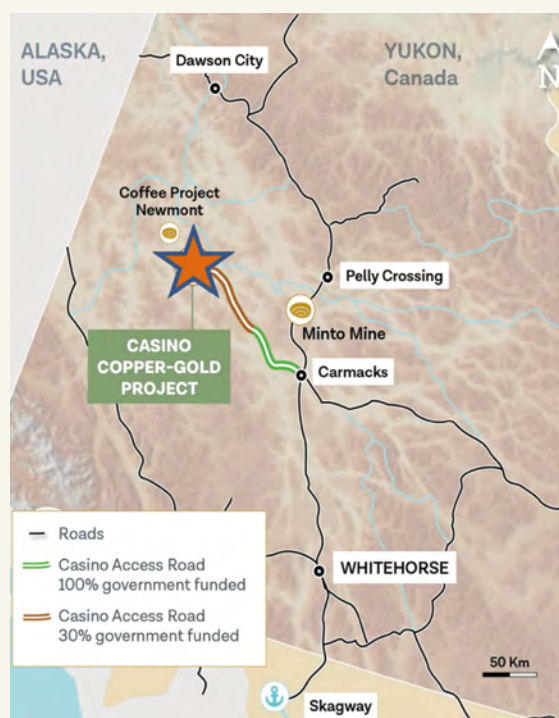 ALASKA,
USA
YUKON,
Canada
N
Dawson City
Coffee Project
Newmont
Pelly Crossing
CASINO
COPPER-GOLD
PROJECT
Minto Mine
Carmacks
Roads
Casino Access Road
100% government funded
Casino Access Road
30% government funded
WHITEHORSE
50 Km
Skagway